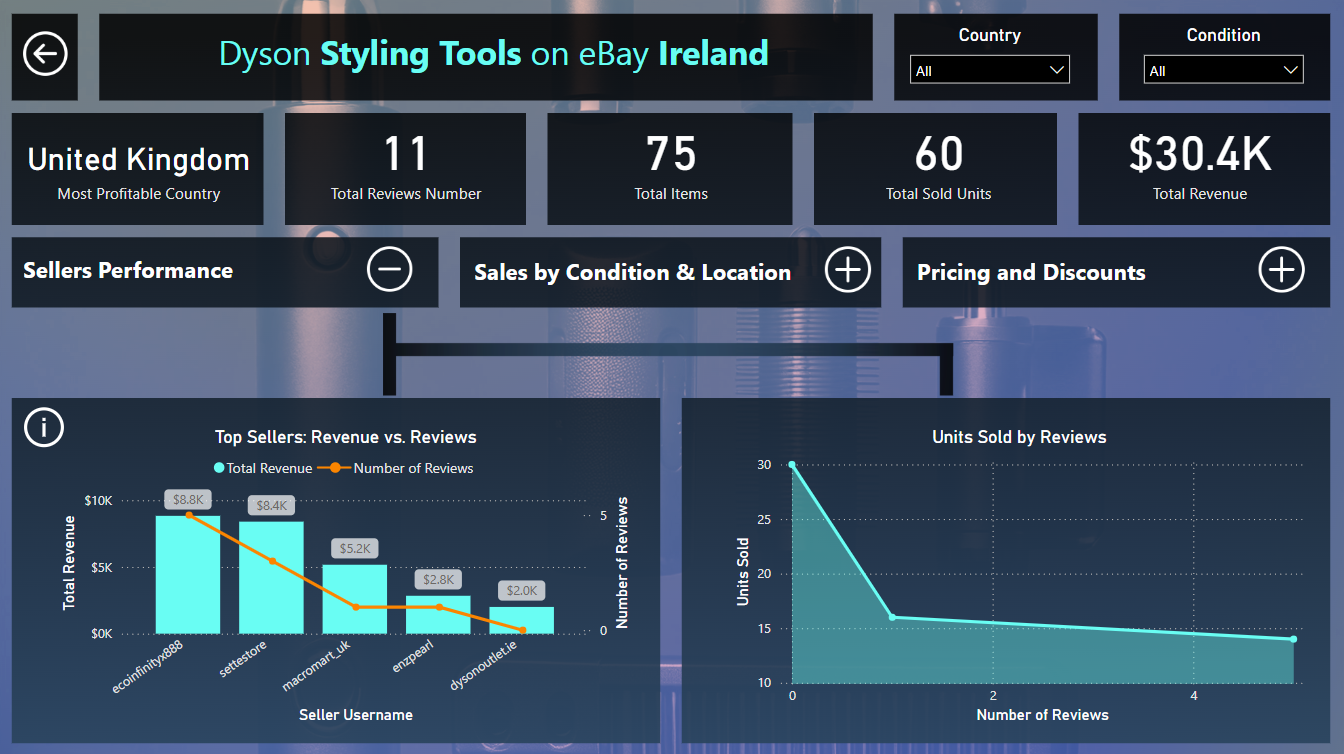 Dyson Styling Tools on eBay Ireland
Country
All
Condition
All
United Kingdom
Most Profitable Country
11
Total Reviews Number
75
Total Items
60
Total Sold Units
$30.4K
Total Revenue
Sellers Performance
Sales by Condition & Location
Pricing and Discounts
i
Top Sellers: Revenue vs. Reviews
Total Revenue
Number of Reviews
Total Revenue
$10K
$5K
$0K
$8.8K
$8.4K
$5.2K
$2.8K
$2.0K
5
0
Number of Reviews
ecoinfinityx888
settestore
macromart_uk
enzpearl
dysonoutlet.ie
Seller Username
Units Sold by Reviews
Units Sold
30
25
20
15
10
0
2
4
Number of Reviews